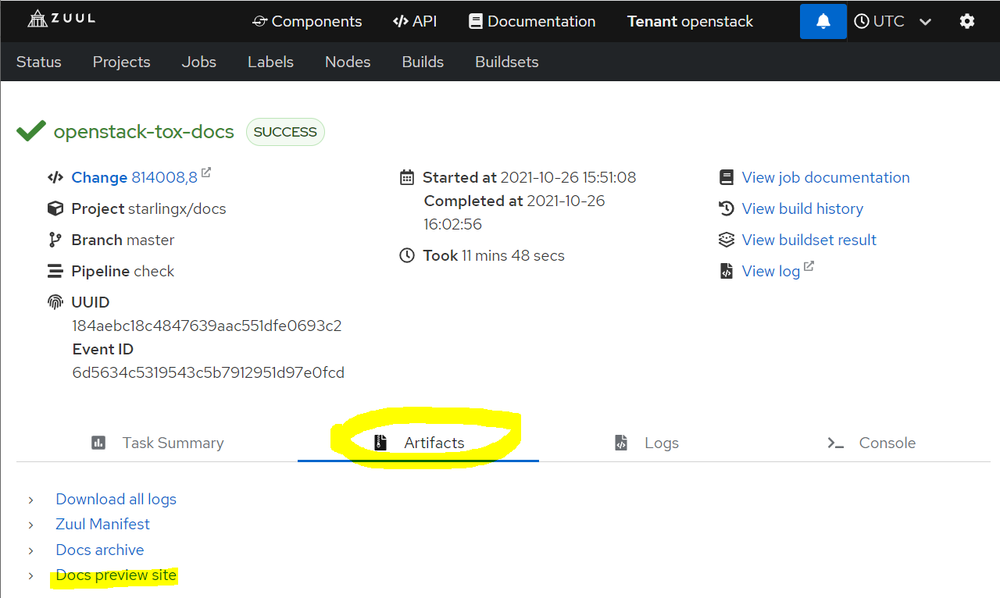 ZUUL Components API Documentation Tenant openstack UTC
Status Projects Jobs Labels Nodes Builds Buildsets
openstack-tox-docs SUCCESS
Change 814008,8
Project starlingx/docs
Branch master
Pipeline check
UUID
184aebc18c4847639aac551dfe0693c2
Event ID
6d5634c5319543c5b7912951d97e0fcd
Started at 2021-10-26 15:51:08
Completed at 2021-10-26
16:02:56
Took 11 mins 48 secs
View job documentation
View build history
View buildset result
View log
Task Summary Artifacts Logs Console
Download all logs
Zuul Manifest
Docs archive
Docs preview site